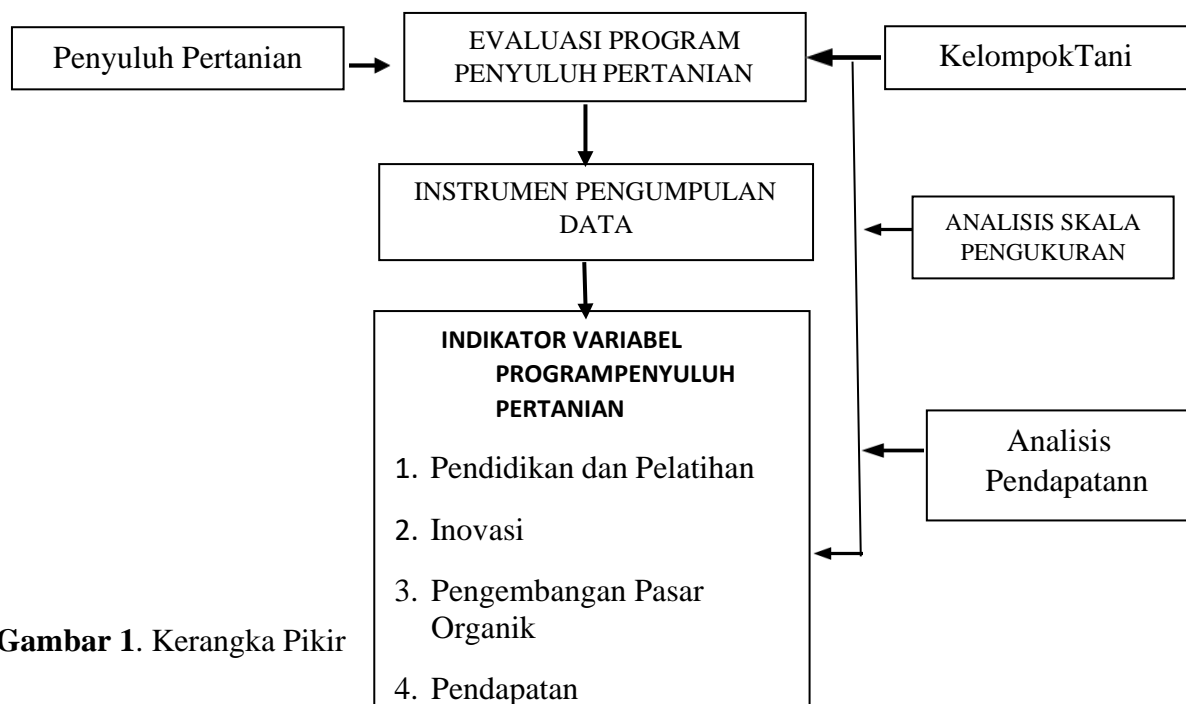 Penyuluh Pertanian
EVALUASI PROGRAM
PENYULUH PERTANIAN
KelompokTani
INSTRUMEN PENGUMPULAN
DATA
ANALISIS SKALA
PENGUKURAN
INDIKATOR VARIABEL
PROGRAMPENYULUH
PERTANIAN
1. Pendidikan dan Pelatihan
2. Inovasi
3. Pengembangan Pasar
Organik
4. Pendapatan
Analisis
Pendapatann
Gambar 1. Kerangka Pikir